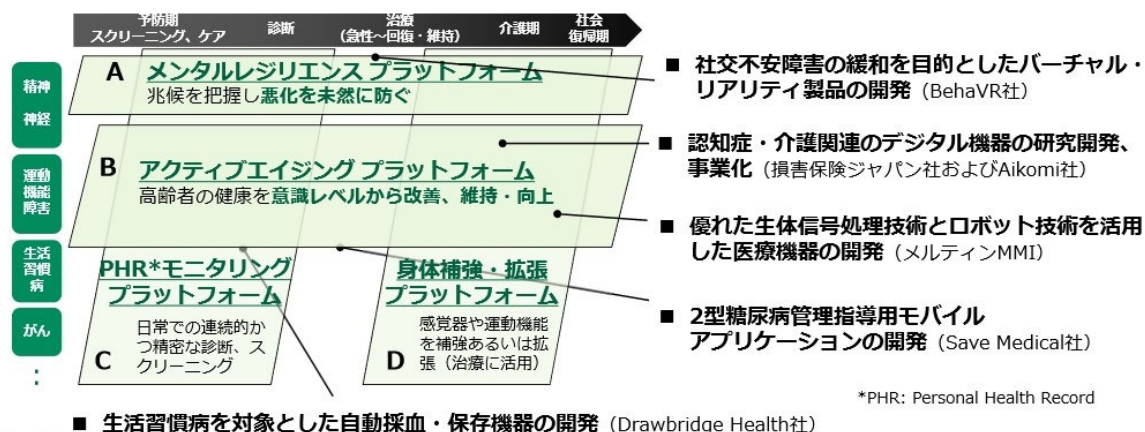 予防期
スクリーニング、ケア
診断
治療
(急性～回復・維持)
介護期
社会
復帰期
精神
神経
運動
機能
障害
生活
習慣
病
がん
:
A メンタルレジリエンス プラットフォーム
兆候を把握し悪化を未然に防ぐ
B アクティブエイジング プラットフォーム
高齢者の健康を意識レベルから改善、維持・向上
PHR*モニタリング
プラットフォーム
日常での連続的か
つ精密な診断、ス
クリーニング
C
身体補強・拡張
プラットフォーム
感覚器や運動機能
を補強あるいは拡
張（治療に活用）
D
■ 社交不安障害の緩和を目的としたバーチャル・
リアリティ製品の開発（BehaVR社）
■ 認知症・介護関連のデジタル機器の研究開発、
事業化（損害保険ジャパン社およびAikomi社）
■ 優れた生体信号処理技術とロボット技術を活用
した医療機器の開発（メルティンMMI）
■ 2型糖尿病管理指導用モバイル
アプリケーションの開発（Save Medical社）
*PHR: Personal Health Record
■ 生活習慣病を対象とした自動採血・保存機器の開発（Drawbridge Health社）